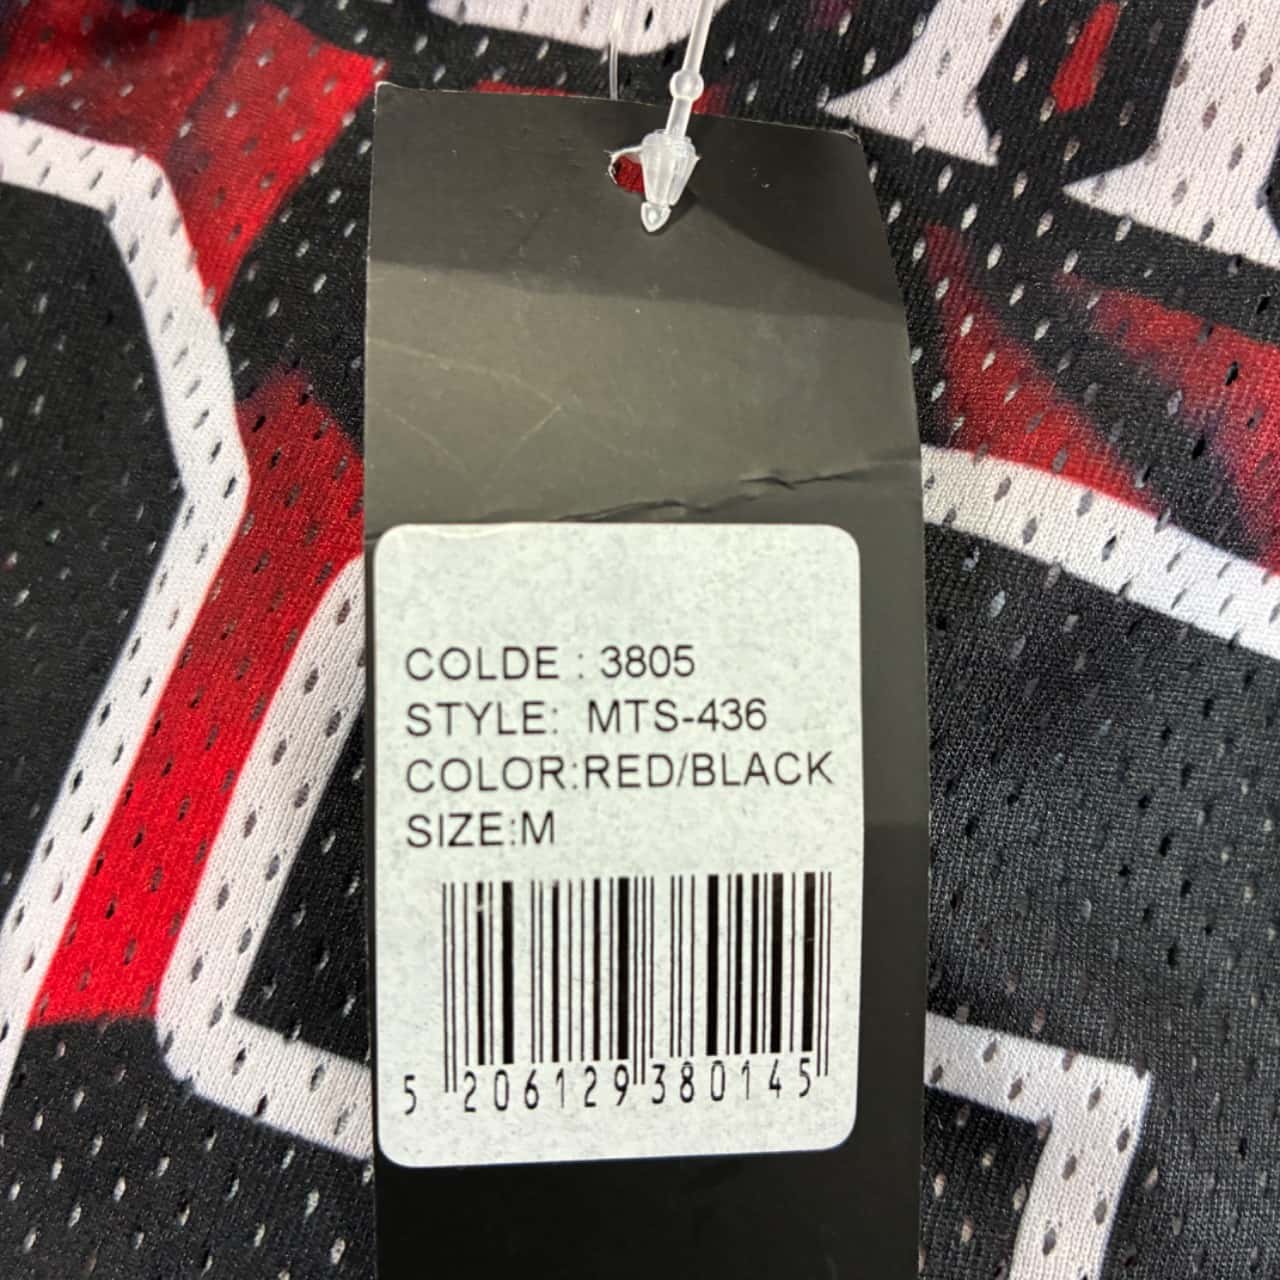 COLDE : 3805
STYLE: MTS-436
COLOR:RED/BLACK
SIZE:M
5 206129 380145